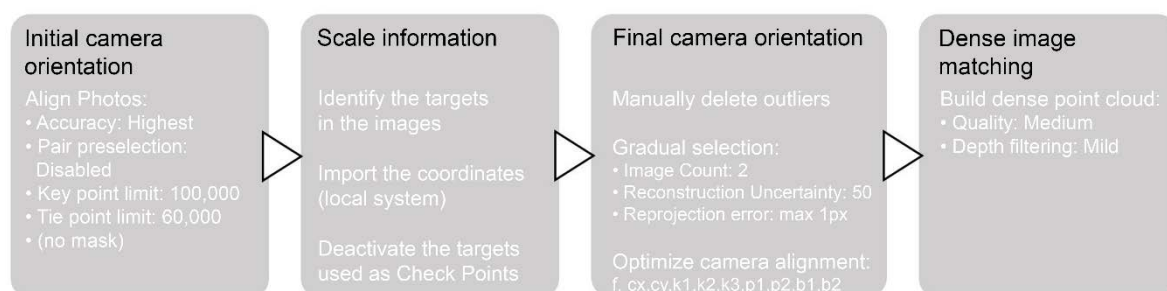 Initial camera
orientation
Align Photos:
• Accuracy: Highest
• Pair preselection:
Disabled
• Key point limit: 100,000
• Tie point limit: 60,000
• (no mask)
Scale information
Identify the targets
in the images
Import the coordinates
(local system)
Deactivate the targets
used as Check Points
Final camera orientation
Manually delete outliers
Gradual selection:
• Image Count: 2
• Reconstruction Uncertainty: 50
• Reprojection error: max 1px
Optimize camera alignment:
f, cx,cy,k1,k2,k3,p1,p2,b1,b2
Dense image
matching
Build dense point cloud:
• Quality: Medium
• Depth filtering: Mild